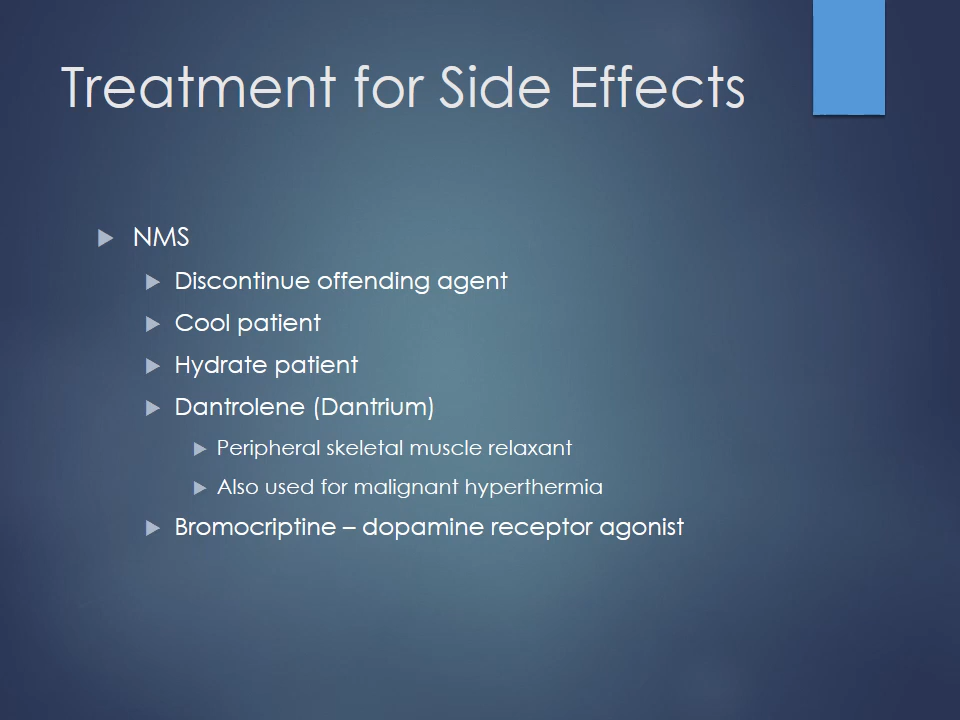 Treatment for Side Effects
NMS
Discontinue offending agent
Cool patient
Hydrate patient
Dantrolene (Dantrium)
Peripheral skeletal muscle relaxant
Also used for malignant hyperthermia
Bromocriptine – dopamine receptor agonist